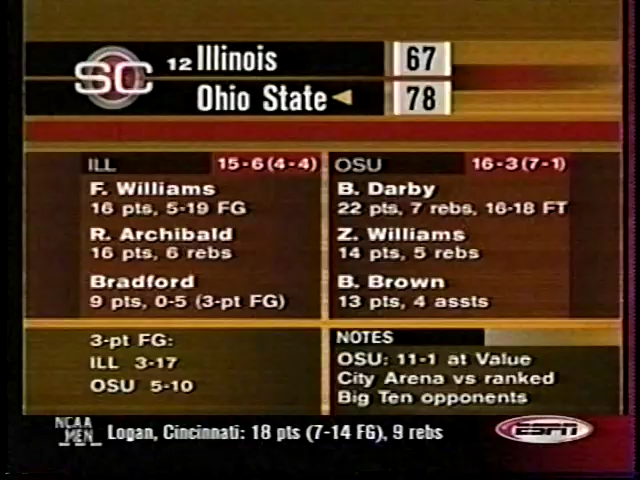 SC
12 Illinois 67
Ohio State 78
ILL 15-6 (4-4)
F. Williams
16 pts, 5-19 FG
R. Archibald
16 pts, 6 rebs
Bradford
9 pts, 0-5 (3-pt FG)
OSU 16-3 (7-1)
B. Darby
22 pts, 7 rebs, 16-18 FT
Z. Williams
14 pts, 5 rebs
B. Brown
13 pts, 4 assts
3-pt FG:
ILL 3-17
OSU 5-10
NOTES
OSU: 11-1 at Value
City Arena vs ranked
Big Ten opponents
NCAA
MEN
Logan, Cincinnati: 18 pts (7-14 FG), 9 rebs
ESPN